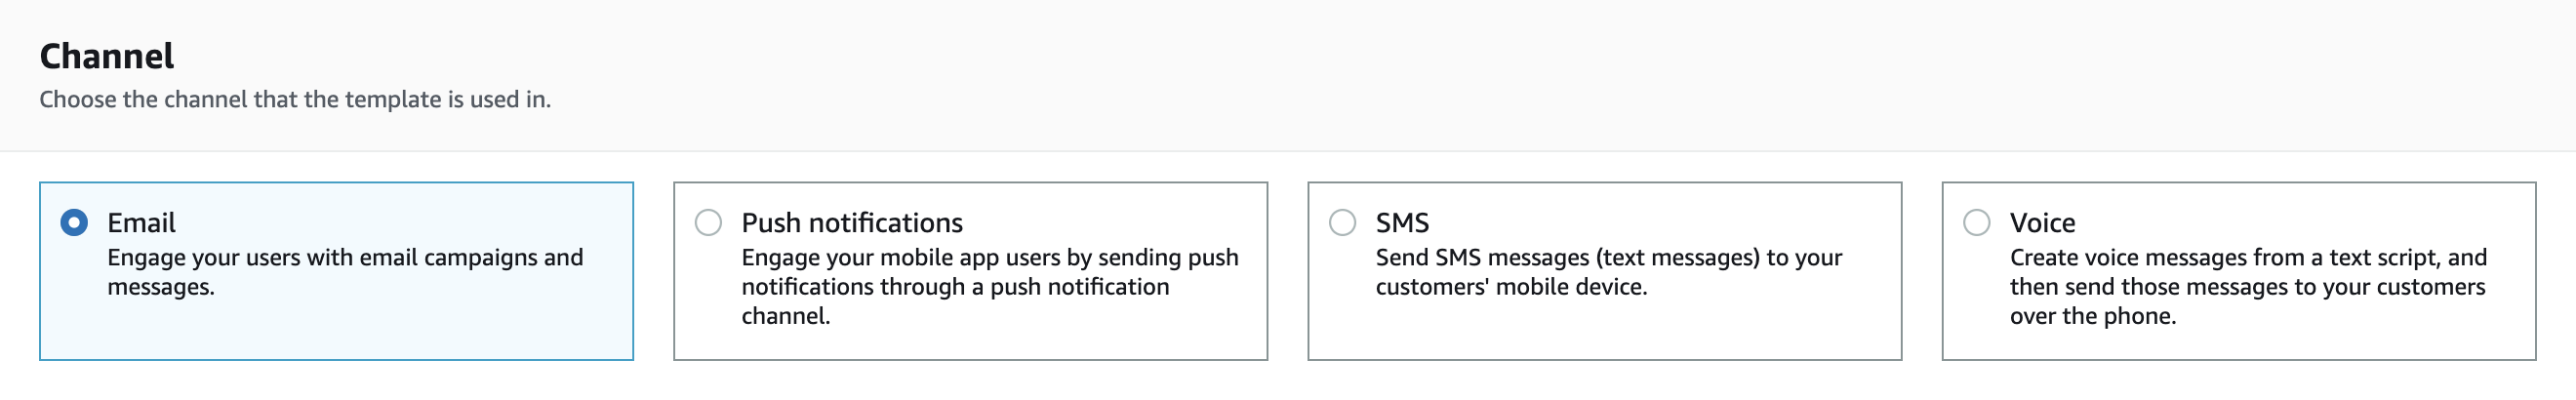 Channel
Choose the channel that the template is used in.
Email
Engage your users with email campaigns and
messages.
Push notifications
Engage your mobile app users by sending push
notifications through a push notification
channel.
SMS
Send SMS messages (text messages) to your
customers' mobile device.
Voice
Create voice messages from a text script, and
then send those messages to your customers
over the phone.